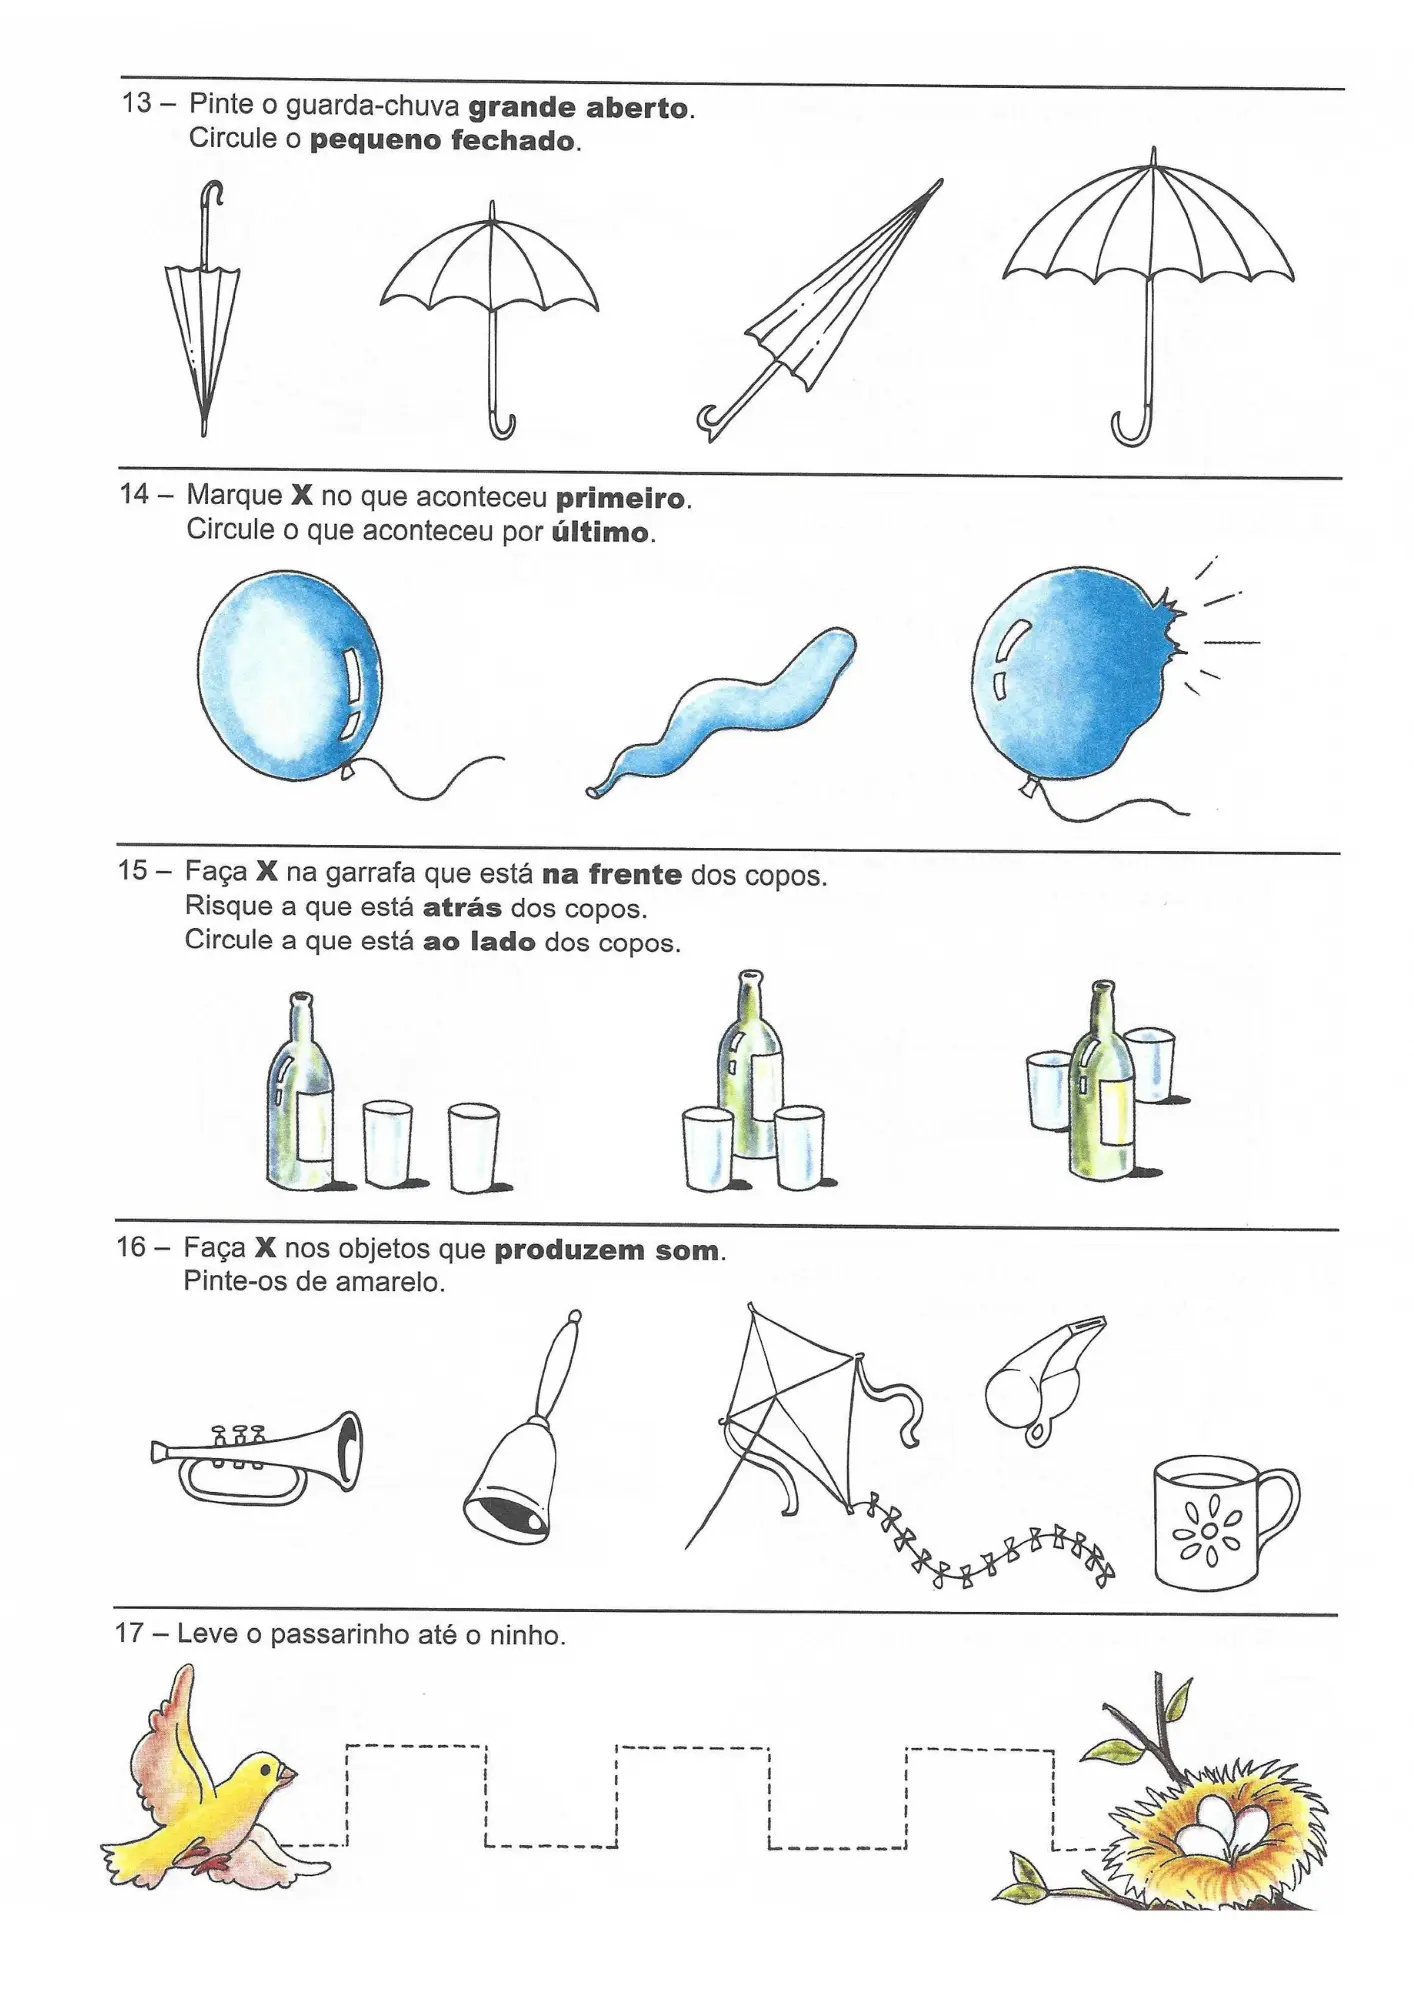 13 – Pinte o guarda-chuva grande aberto.
Circule o pequeno fechado.
14 – Marque X no que aconteceu primeiro.
Circule o que aconteceu por último.
15 – Faça X na garrafa que está na frente dos copos.
Risque a que está atrás dos copos.
Circule a que está ao lado dos copos.
16 – Faça X nos objetos que produzem som.
Pinte-os de amarelo.
17 – Leve o passarinho até o ninho.